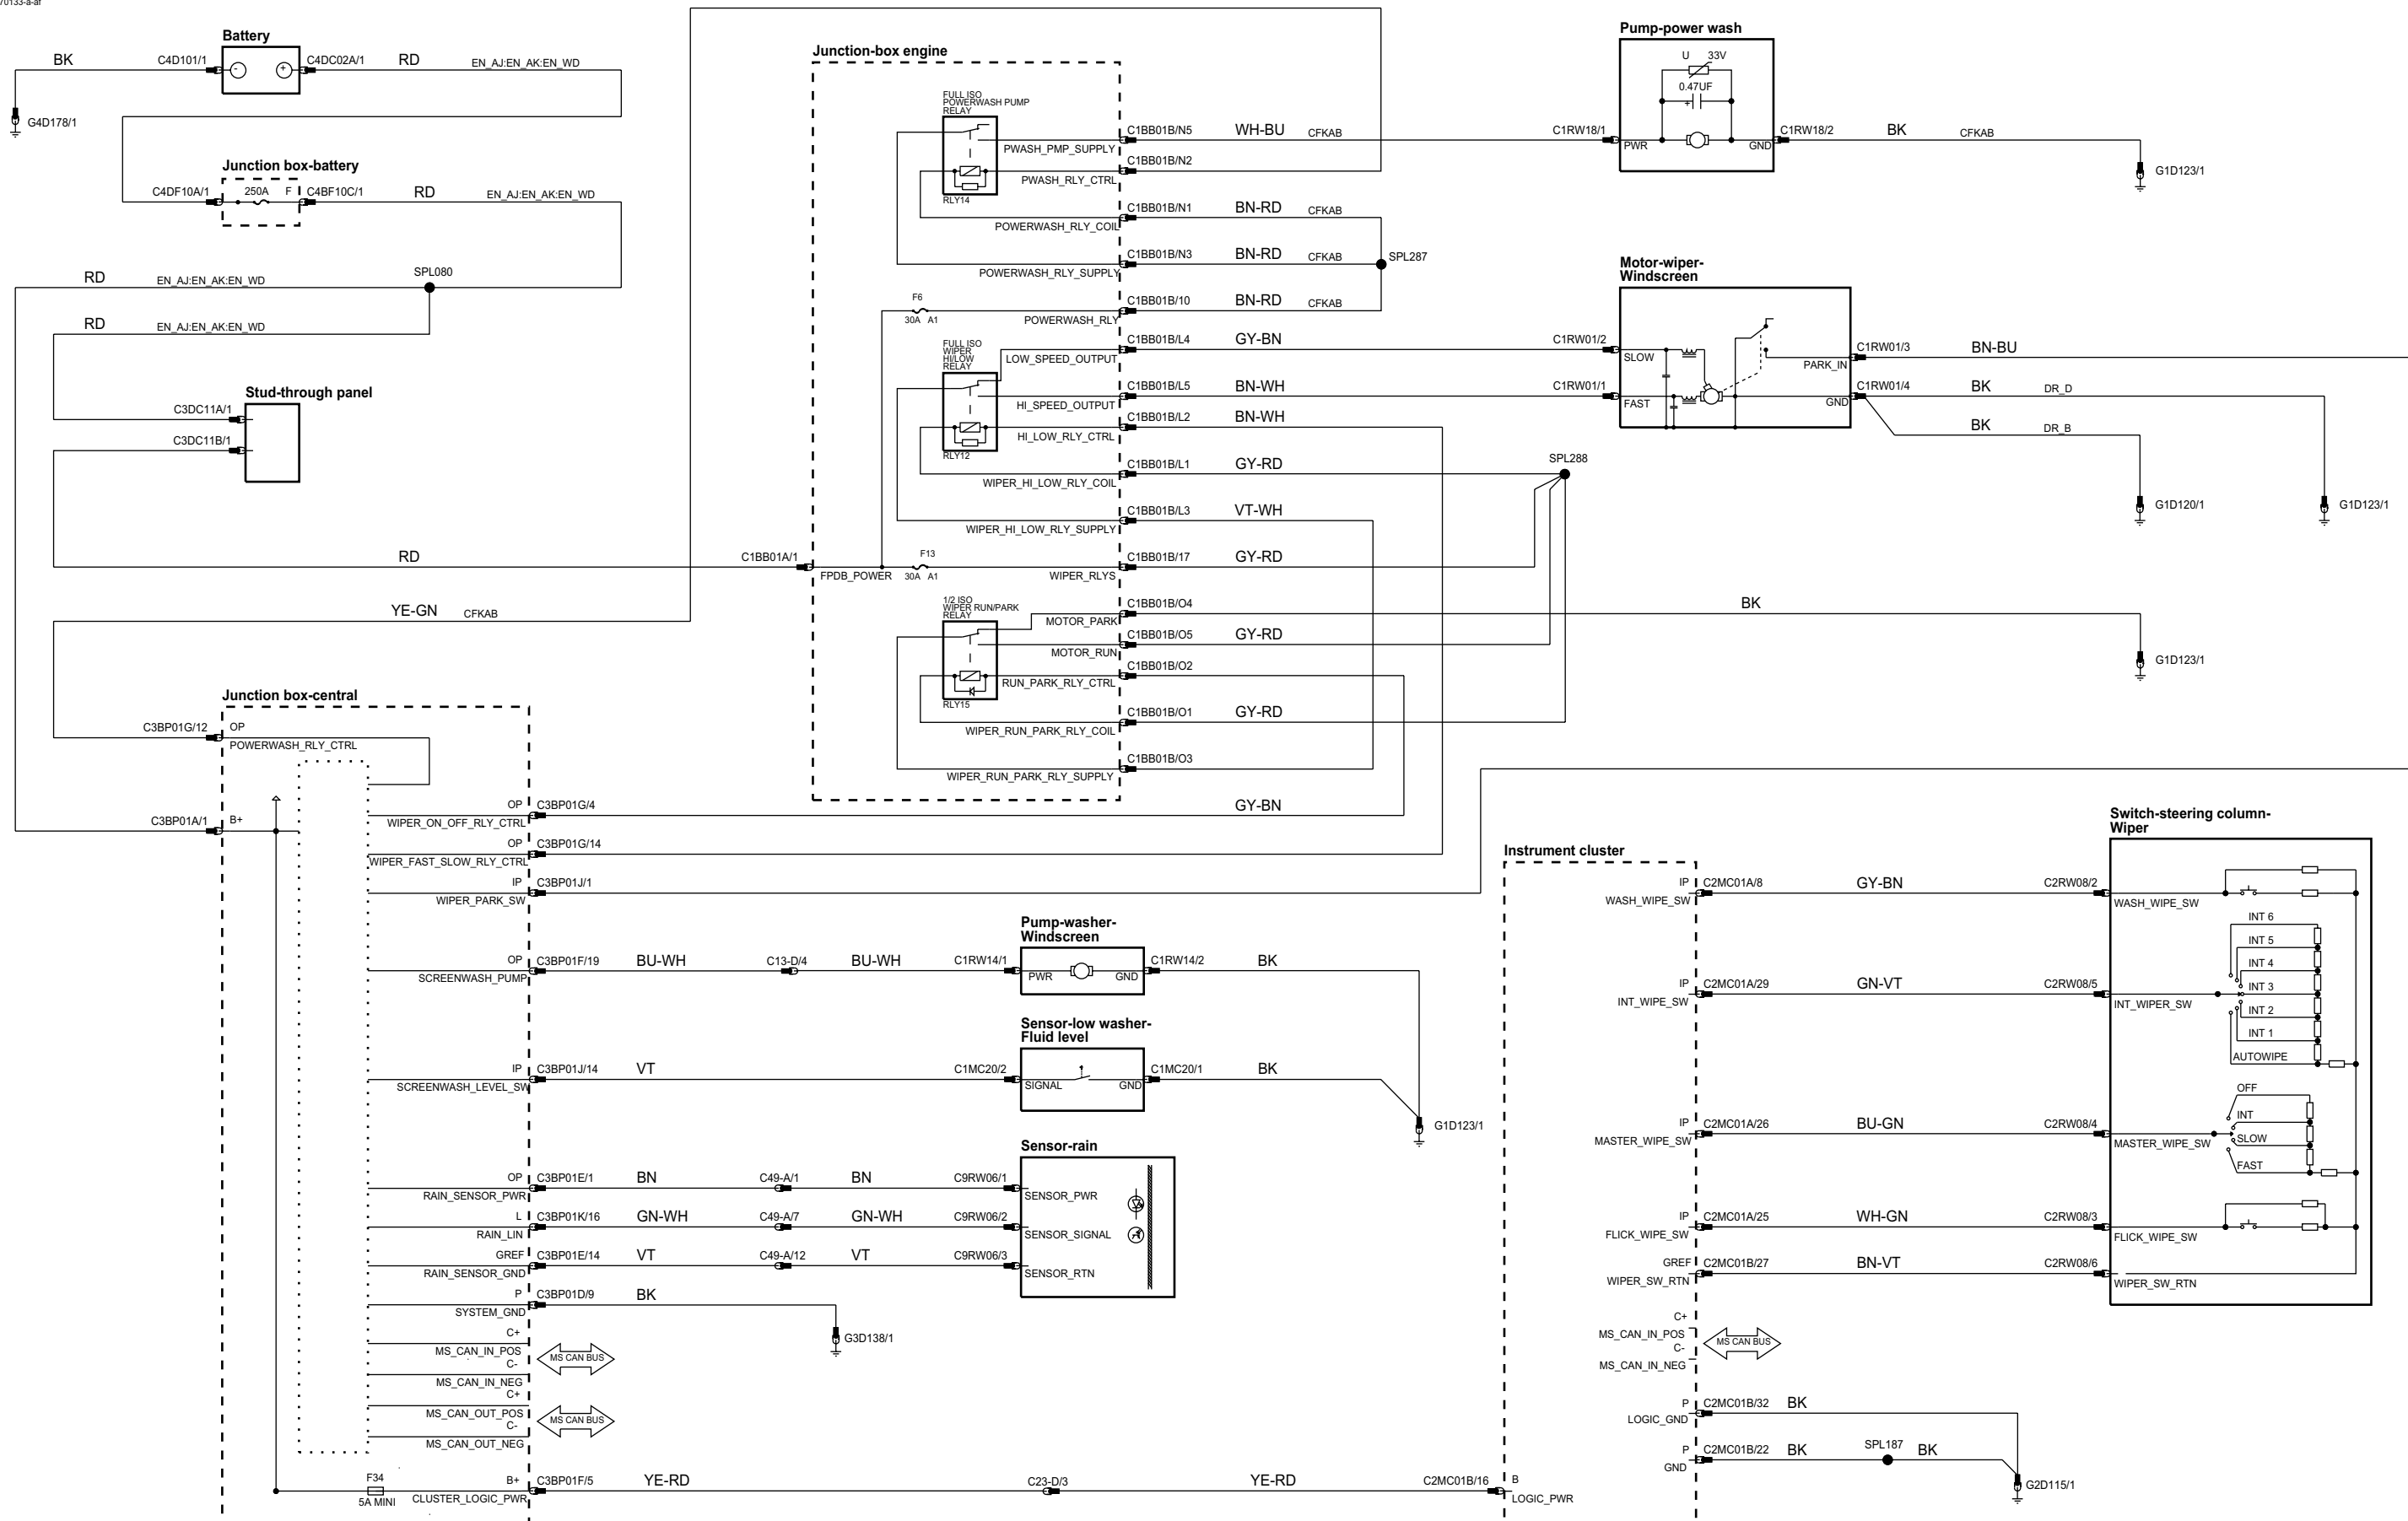 70133-a-af
Battery
BK
C4D101/1
-
+
C4DC02A/1
RD
EN_AJ:EN_AK:EN_WD
G4D178/1
Junction box-battery
C4DF10A/1
250A F
C4BF10C/1
RD
EN_AJ:EN_AK:EN_WD
SPL080
RD
EN_AJ:EN_AK:EN_WD
RD
EN_AJ:EN_AK:EN_WD
Stud-through panel
C3DC11A/1
C3DC11B/1
RD
C1BB01A/1
YE-GN
CFKAB
Junction-box engine
FULL ISO
POWERWASH PUMP
RELAY
RLY14
PWASH_PMP_SUPPLY
C1BB01B/N5
WH-BU
CFKAB
PWASH_RLY_CTRL
C1BB01B/N2
POWERWASH_RLY_COIL
C1BB01B/N1
BN-RD
CFKAB
POWERWASH_RLY_SUPPLY
C1BB01B/N3
BN-RD
CFKAB
SPL287
F6
30A A1
POWERWASH_RLY
C1BB01B/10
BN-RD
CFKAB
FULL ISO
WIPER
HI/LOW
RELAY
RLY12
LOW_SPEED_OUTPUT
C1BB01B/L4
GY-BN
HI_SPEED_OUTPUT
C1BB01B/L5
BN-WH
HI_LOW_RLY_CTRL
C1BB01B/L2
BN-WH
WIPER_HI_LOW_RLY_COIL
C1BB01B/L1
GY-RD
SPL288
WIPER_HI_LOW_RLY_SUPPLY
C1BB01B/L3
VT-WH
FPDB_POWER
F13
30A A1
WIPER_RLYS
C1BB01B/17
GY-RD
1/2 ISO
WIPER RUN/PARK
RELAY
RLY15
MOTOR_PARK
C1BB01B/O4
BK
G1D123/1
MOTOR_RUN
C1BB01B/O5
GY-RD
RUN_PARK_RLY_CTRL
C1BB01B/O2
WIPER_RUN_PARK_RLY_COIL
C1BB01B/O1
GY-RD
WIPER_RUN_PARK_RLY_SUPPLY
C1BB01B/O3
GY-BN
Pump-power wash
U 33V
0.47UF
+
C1RW18/1
PWR
GND
C1RW18/2
BK
CFKAB
G1D123/1
Motor-wiper-
Windscreen
C1RW01/2
SLOW
C1RW01/1
FAST
PARK_IN
C1RW01/3
BN-BU
GND
C1RW01/4
BK
DR_D
BK
DR_B
G1D120/1
G1D123/1
Junction box-central
C3BP01G/12
OP
POWERWASH_RLY_CTRL
C3BP01A/1
B+
OP
C3BP01G/4
WIPER_ON_OFF_RLY_CTRL
OP
C3BP01G/14
WIPER_FAST_SLOW_RLY_CTRL
IP
C3BP01J/1
WIPER_PARK_SW
OP
C3BP01F/19
SCREENWASH_PUMP
BU-WH
C13-D/4
BU-WH
Pump-washer-
Windscreen
C1RW14/1
PWR
GND
C1RW14/2
BK
IP
C3BP01J/14
SCREENWASH_LEVEL_SW
VT
Sensor-low washer-
Fluid level
C1MC20/2
SIGNAL
GND
C1MC20/1
BK
G1D123/1
Sensor-rain
OP
C3BP01E/1
RAIN_SENSOR_PWR
BN
C49-A/1
BN
C9RW06/1
SENSOR_PWR
L
C3BP01K/16
RAIN_LIN
GN-WH
C49-A/7
GN-WH
C9RW06/2
SENSOR_SIGNAL
GREF
C3BP01E/14
RAIN_SENSOR_GND
VT
C49-A/12
VT
C9RW06/3
SENSOR_RTN
P
C3BP01D/9
SYSTEM_GND
BK
G3D138/1
C+
MS_CAN_IN_POS
C-
MS_CAN_IN_NEG
MS CAN BUS
C+
MS_CAN_OUT_POS
C-
MS_CAN_OUT_NEG
MS CAN BUS
F34
5A MINI
B+
C3BP01F/5
CLUSTER_LOGIC_PWR
YE-RD
C23-D/3
YE-RD
C2MC01B/16
B
LOGIC_PWR
Instrument cluster
IP
C2MC01A/8
WASH_WIPE_SW
GY-BN
C2RW08/2
IP
C2MC01A/29
INT_WIPE_SW
GN-VT
C2RW08/5
IP
C2MC01A/26
MASTER_WIPE_SW
BU-GN
C2RW08/4
IP
C2MC01A/25
FLICK_WIPE_SW
WH-GN
C2RW08/3
GREF
C2MC01B/27
WIPER_SW_RTN
BN-VT
C2RW08/6
C+
MS_CAN_IN_POS
C-
MS_CAN_IN_NEG
MS CAN BUS
P
C2MC01B/32
LOGIC_GND
BK
P
C2MC01B/22
GND
BK
SPL187
BK
G2D115/1
Switch-steering column-
Wiper
WASH_WIPE_SW
INT 6
INT 5
INT 4
INT 3
INT_WIPER_SW
INT 2
INT 1
AUTOWIPE
OFF
INT
SLOW
MASTER_WIPE_SW
FAST
FLICK_WIPE_SW
WIPER_SW_RTN